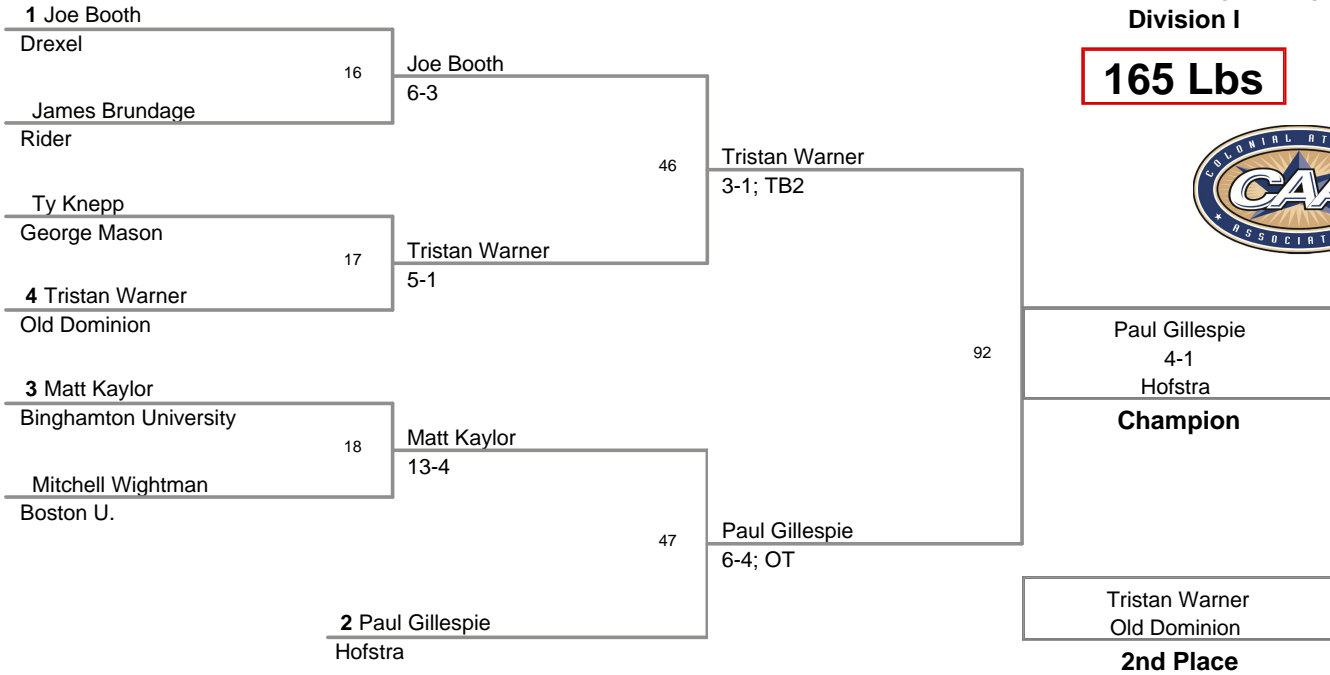 Division I
165 Lbs
COLONIAL
CAA
1 Joe Booth
Drexel
16
James Brundage
Rider
Joe Booth
6-3
46
Ty Knepp
George Mason
17
4 Tristan Warner
Old Dominion
Tristan Warner
5-1
Tristan Warner
3-1; TB2
92
3 Matt Kaylor
Binghamton University
18
Mitchell Wightman
Boston U.
Matt Kaylor
13-4
47
2 Paul Gillespie
Hofstra
Paul Gillespie
6-4; OT
Paul Gillespie
4-1
Hofstra
Champion
Tristan Warner
Old Dominion
2nd Place